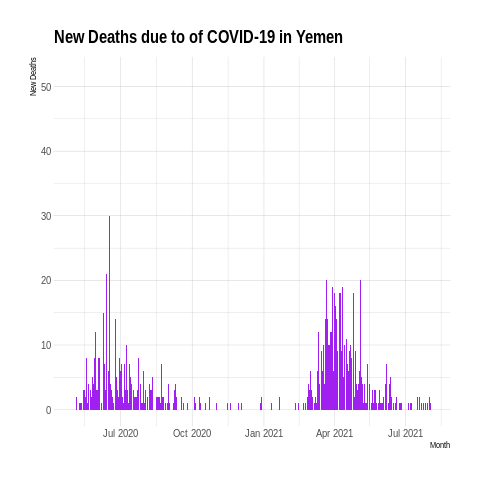 New Deaths due to of COVID-19 in Yemen
New Deaths
50
40
30
20
10
0
Jul 2020 Oct 2020 Jan 2021 Apr 2021 Jul 2021
Month